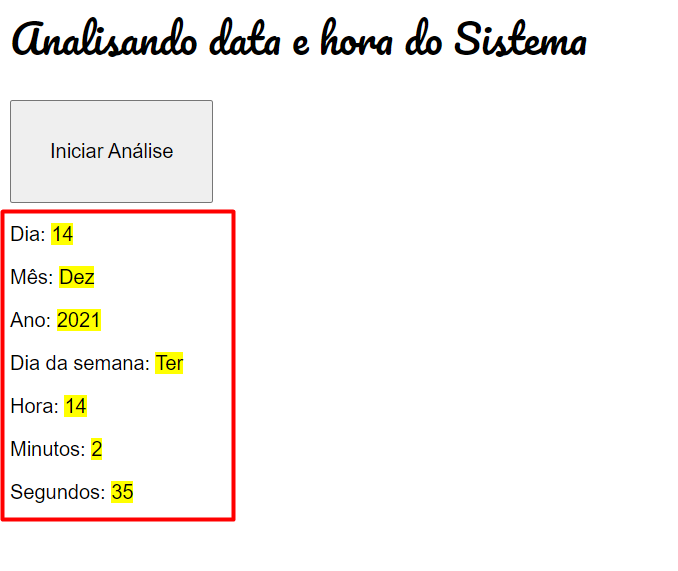 Analisando data e hora do Sistema
Iniciar Análise
Dia: 14
Mês: Dez
Ano: 2021
Dia da semana: Ter
Hora: 14
Minutos: 2
Segundos: 35